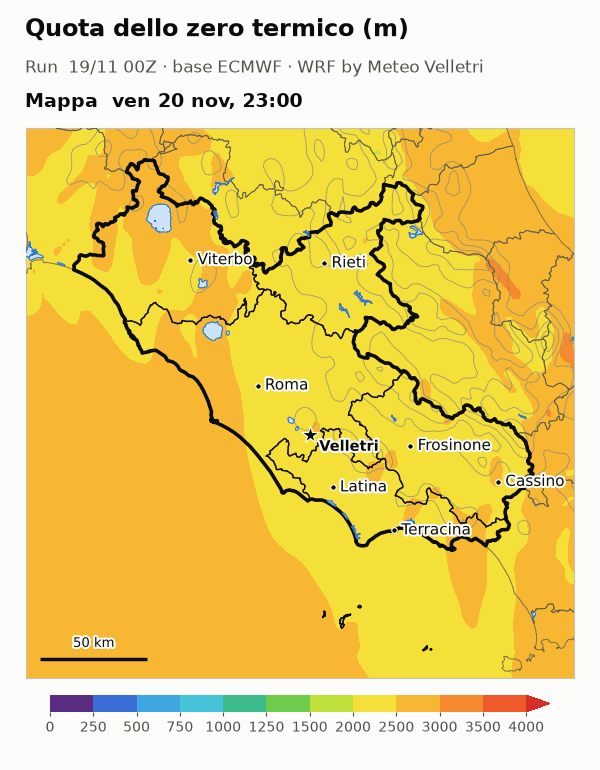 Quota dello zero termico (m)
Run  19/11 00Z · base ECMWF · WRF by Meteo Velletri
Mappa  ven 20 nov, 23:00
Viterbo
Rieti
Roma
Velletri
Frosinone
Cassino
Latina
Terracina
50 km
0 250 500 750 1000 1250 1500 2000 2500 3000 3500 4000